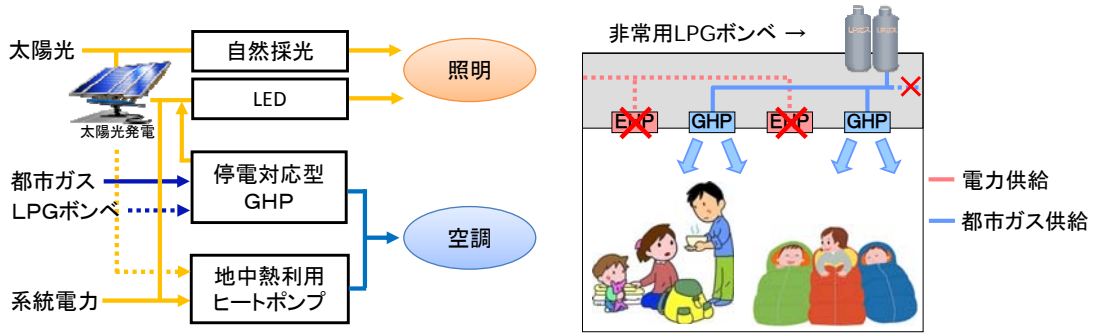 太陽光
自然採光
照明
LED
太陽光発電
都市ガス
LPGボンベ
停電対応型
GHP
空調
地中熱利用
ヒートポンプ
系統電力
非常用LPGボンベ →
EHP
GHP
EHP
GHP
電力供給
都市ガス供給